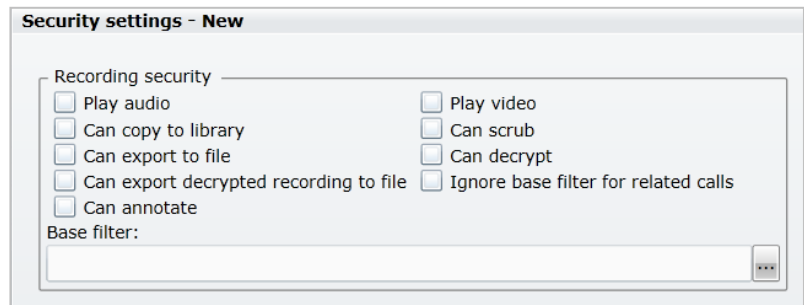 Security settings - New
Recording security
Play audio
Play video
Can copy to library
Can scrub
Can export to file
Can decrypt
Can export decrypted recording to file
Ignore base filter for related calls
Can annotate
Base filter:
...